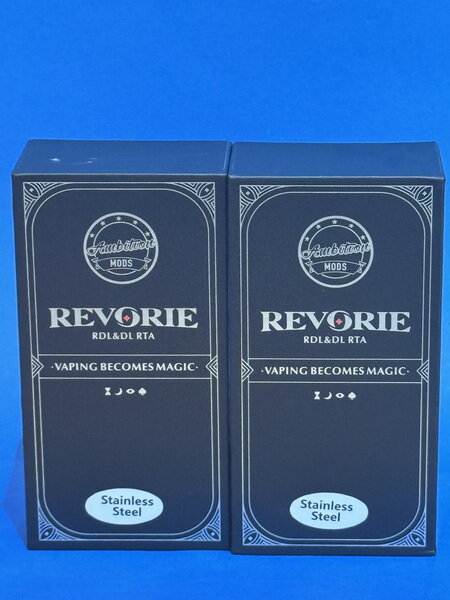 Ambition
MODS
REVORIE
RDL&DL RTA
·VAPING BECOMES MAGIC·
Stainless
Steel
Ambition
MODS
REVORIE
RDL&DL RTA
·VAPING BECOMES MAGIC·
Stainless
Steel